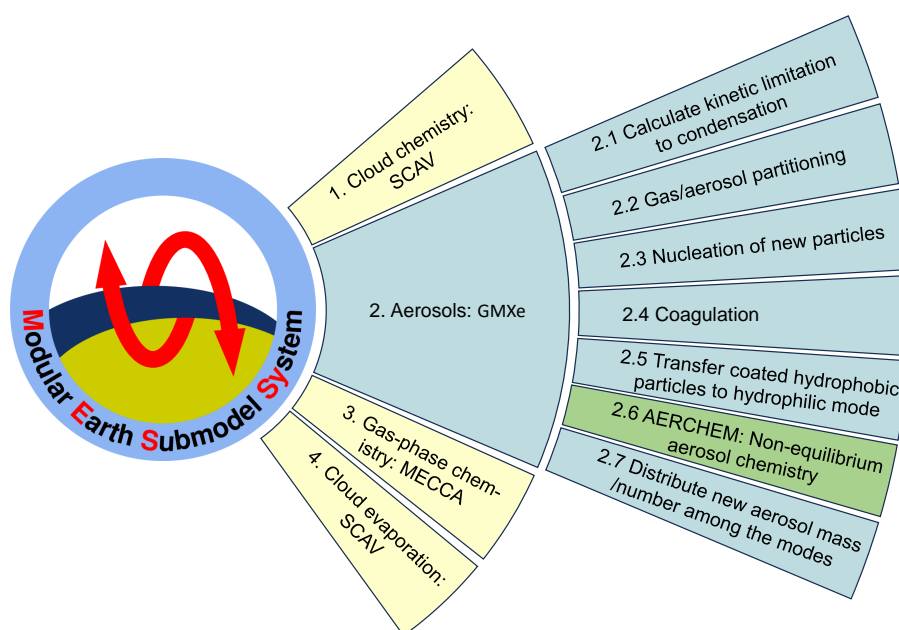 Modular Earth Submodel System
1. Cloud chemistry:
SCAV
2. Aerosols: GMXe
3. Gas-phase chem-
istry: MECCA
4. Cloud evaporation:
SCAV
2.1 Calculate kinetic limitation
to condensation
2.2 Gas/aerosol partitioning
2.3 Nucleation of new particles
2.4 Coagulation
2.5 Transfer coated hydrophobic
particles to hydrophilic mode
2.6 AERCHEM: Non-equilibrium
aerosol chemistry
2.7 Distribute new aerosol mass
/number among the modes